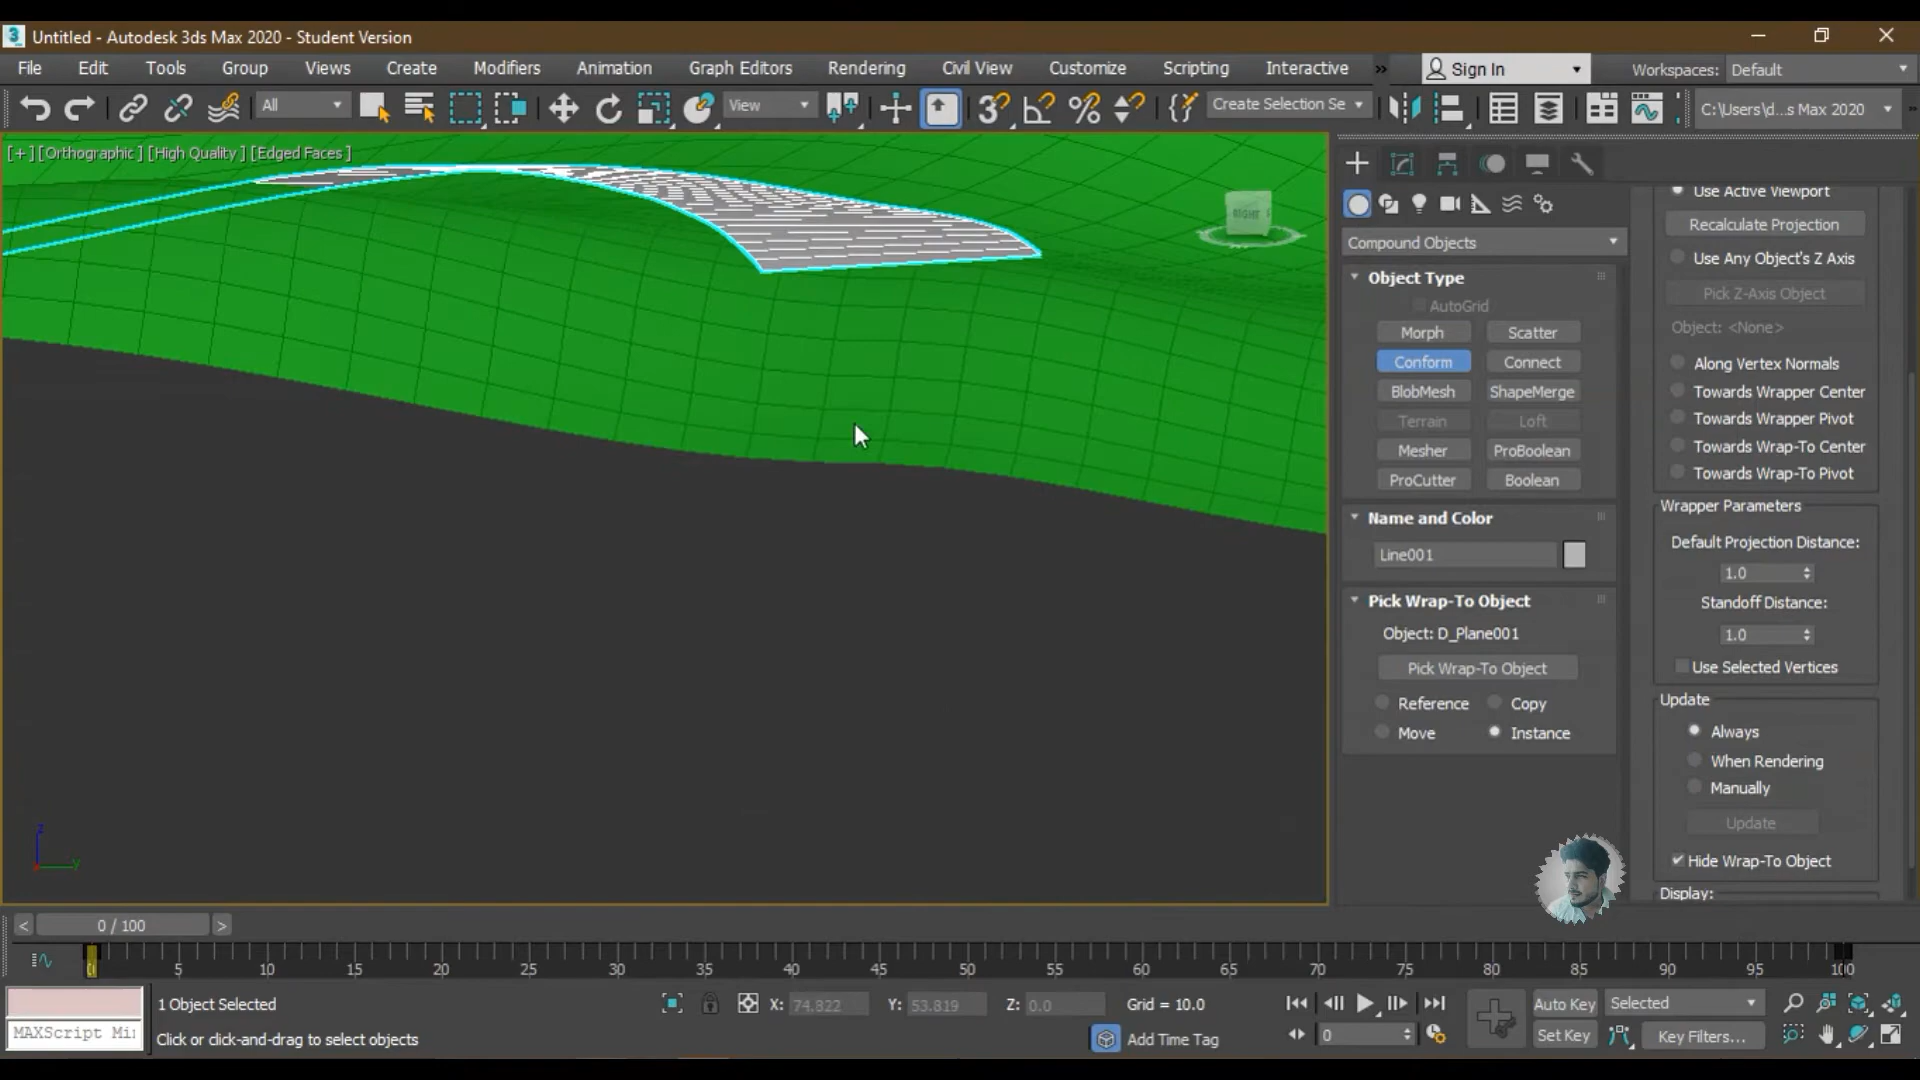 3 Untitled - Autodesk 3ds Max 2020 - Student Version
File Edit Tools Group Views Create Modifiers Animation Graph Editors Rendering Civil View Customize Scripting Interactive » Sign In Workspaces: Default
All View Create Selection Se C:\Users\d...s Max 2020 »
[+] [Orthographic] [High Quality] [Edged Faces]
RIGHT
Use Active Viewport
Recalculate Projection
Use Any Object's Z Axis
Pick Z-Axis Object
Object: <None>
Along Vertex Normals
Towards Wrapper Center
Towards Wrapper Pivot
Towards Wrap-To Center
Towards Wrap-To Pivot
Wrapper Parameters
Default Projection Distance:
1.0
Standoff Distance:
1.0
Use Selected Vertices
Update
Always
When Rendering
Manually
Update
Hide Wrap-To Object
Display:
Compound Objects
Object Type
AutoGrid
Morph Scatter
Conform Connect
BlobMesh ShapeMerge
Terrain Loft
Mesher ProBoolean
ProCutter Boolean
Name and Color
Line001
Pick Wrap-To Object
Object: D_Plane001
Pick Wrap-To Object
Reference Copy
Move Instance
z
y
< 0 / 100 >
0 5 10 15 20 25 30 35 40 45 50 55 60 65 70 75 80 85 90 95 100
1 Object Selected X: 74.822 Y: 53.819 Z: 0.0 Grid = 10.0 Auto Key Selected
MAXScript Mi Click or click-and-drag to select objects Add Time Tag 0 Set Key Key Filters...